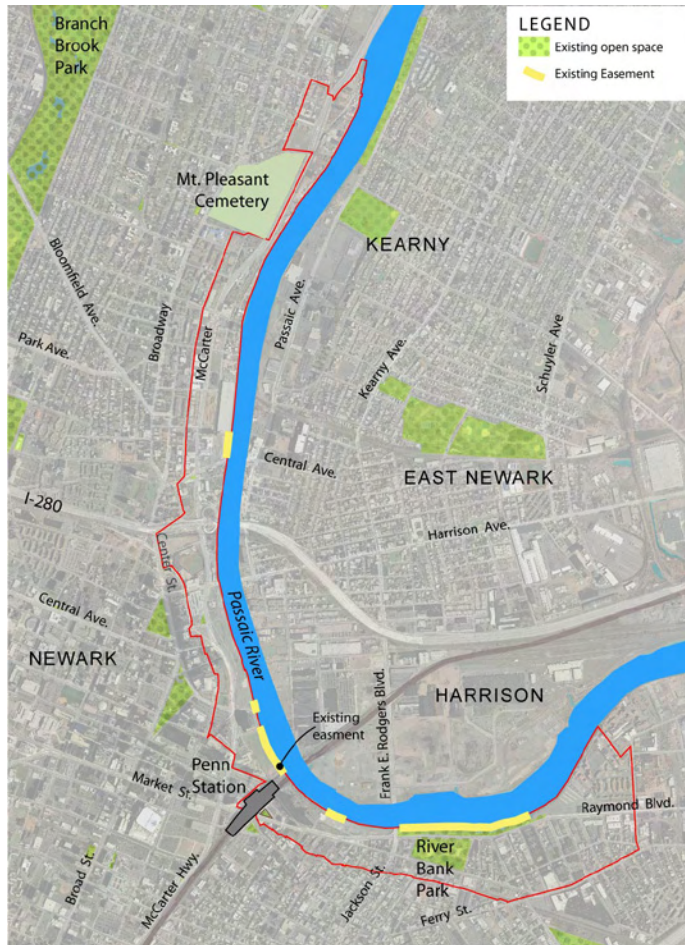 Branch
Brook
Park
LEGEND
Existing open space
Existing Easement
Mt. Pleasant
Cemetery
KEARNY
Bloomfield Ave.
Broadway
McCarter
Passaic Ave.
Park Ave.
Kearny Ave.
Schuyler Ave
Central Ave.
EAST NEWARK
I-280
Harrison Ave.
Center St.
Central Ave.
Passaic River
NEWARK
HARRISON
Frank E. Rodgers Blvd.
Existing
easment
Penn
Station
Market St.
Raymond Blvd.
River
Bank
Park
Broad St.
McCarter Hwy.
Jackson St.
Ferry St.